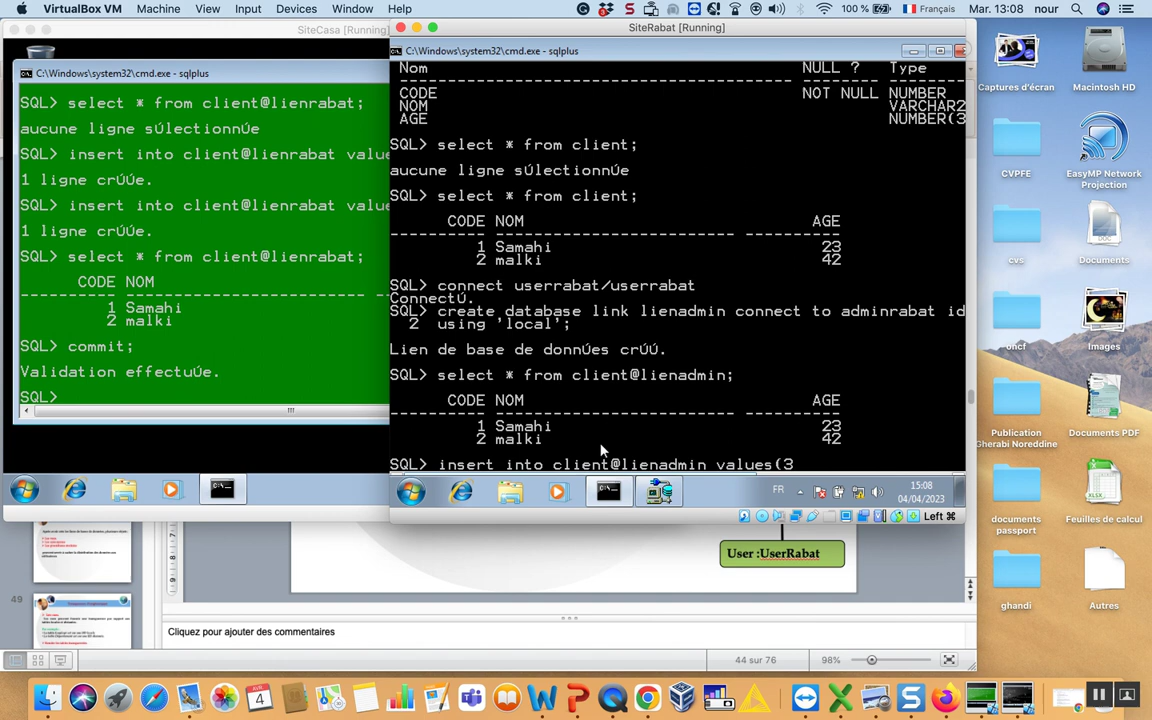 VirtualBox VM Machine View Input Devices Window Help 100 % Français Mar. 13:08 nour
SiteCasa [Running]
C:\Windows\system32\cmd.exe - sqlplus
SQL> select * from client@lienrabat;
aucune ligne súlectionnÚe
SQL> insert into client@lienrabat value
1 ligne crÚÚe.
SQL> insert into client@lienrabat value
1 ligne crÚÚe.
SQL> select * from client@lienrabat;
CODE NOM
1 Samahi
2 malki
SQL> commit;
Validation effectuÚe.
SQL>
SiteRabat [Running]
C:\Windows\system32\cmd.exe - sqlplus
Nom NULL ? Type
CODE NOT NULL NUMBER
NOM VARCHAR2
AGE NUMBER(3
SQL> select * from client;
aucune ligne súlectionnÚe
SQL> select * from client;
CODE NOM AGE
1 Samahi 23
2 malki 42
SQL> connect userrabat/userrabat
ConnectÚ.
SQL> create database link lienadmin connect to adminrabat id
2 using 'local';
Lien de base de donnÚes crÚÚ.
SQL> select * from client@lienadmin;
CODE NOM AGE
1 Samahi 23
2 malki 42
SQL> insert into client@lienadmin values(3
FR 15:08
04/04/2023
Left ⌘
User :UserRabat
49
Cliquez pour ajouter des commentaires
44 sur 76 98%
Captures d'écran
Macintosh HD
CVPFE
EasyMP Network
Projection
cvs
Documents
oncf
Images
Publication
Gherabi Noreddine
Documents PDF
documents
passport
Feuilles de calcul
ghandi
Autres
AVR.
4